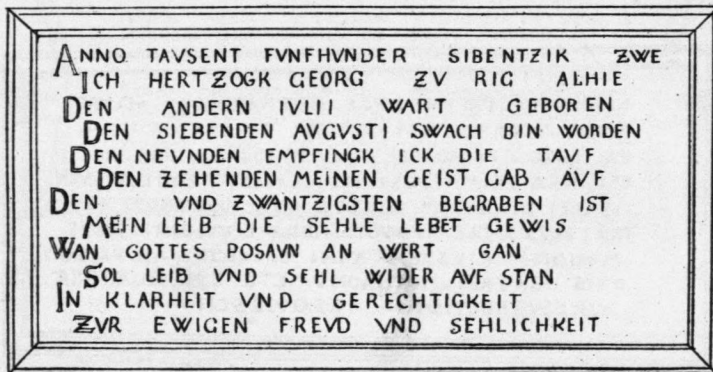 ANNO TAVSENT FVNFHVNDER SIBENTZIK ZWE
ICH HERTZOGK GEORG ZV RIG ALHIE
DEN ANDERN IVLII WART GEBOREN
DEN SIEBENDEN AVGVSTI SWACH BIN WORDEN
DEN NEVNDEN EMPFINGK ICK DIE TAVF
DEN ZEHENDEN MEINEN GEIST GAB AVF
DEN VND ZWANTZIGSTEN BEGRABEN IST
MEIN LEIB DIE SEHLE LEBET GEWIS
WAN GOTTES POSAVN AN WERT GAN
SOL LEIB VND SEHL WIDER AVF STAN
IN KLARHEIT VND GERECHTIGKEIT
ZVR EWIGEN FREVD VND SEHLICHKEIT